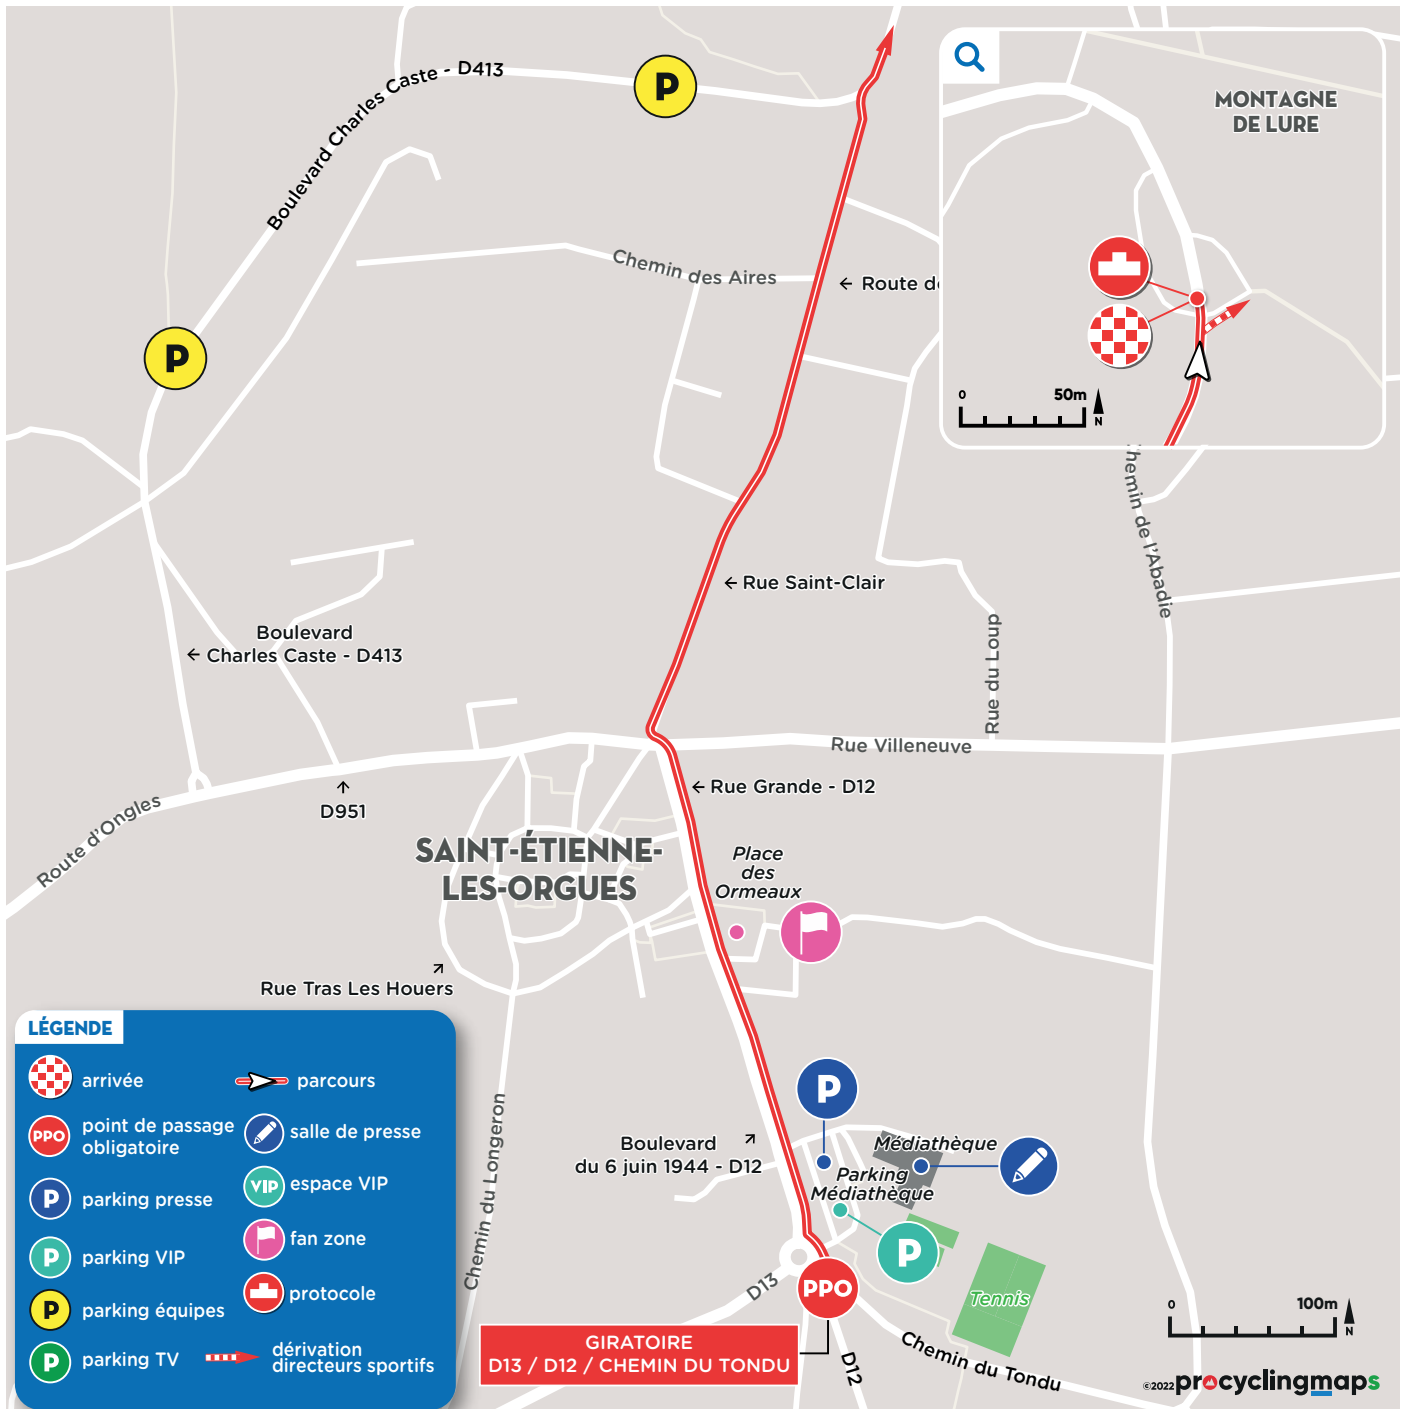 Boulevard Charles Caste - D413
P
MONTAGNE
DE LURE
Chemin des Aires
← Route de
P
0 50m
N
Chemin de l'Abadie
← Rue Saint-Clair
Rue du Loup
Boulevard
← Charles Caste - D413
Rue Villeneuve
← Rue Grande - D12
D951
Route d'Ongles
SAINT-ÉTIENNE-
LES-ORGUES
Place
des
Ormeaux
Rue Tras Les Houers
Chemin du Longeron
P
Boulevard
du 6 juin 1944 - D12
Médiathèque
Parking
Médiathèque
P
D13
PPO
Tennis
GIRATOIRE
D13 / D12 / CHEMIN DU TONDU
D12
Chemin du Tondu
0 100m
N
©2022 procyclingmaps
LÉGENDE
arrivée
parcours
PPO
point de passage
obligatoire
salle de presse
P parking presse
VIP espace VIP
P parking VIP
fan zone
P parking équipes
protocole
P parking TV
dérivation
directeurs sportifs